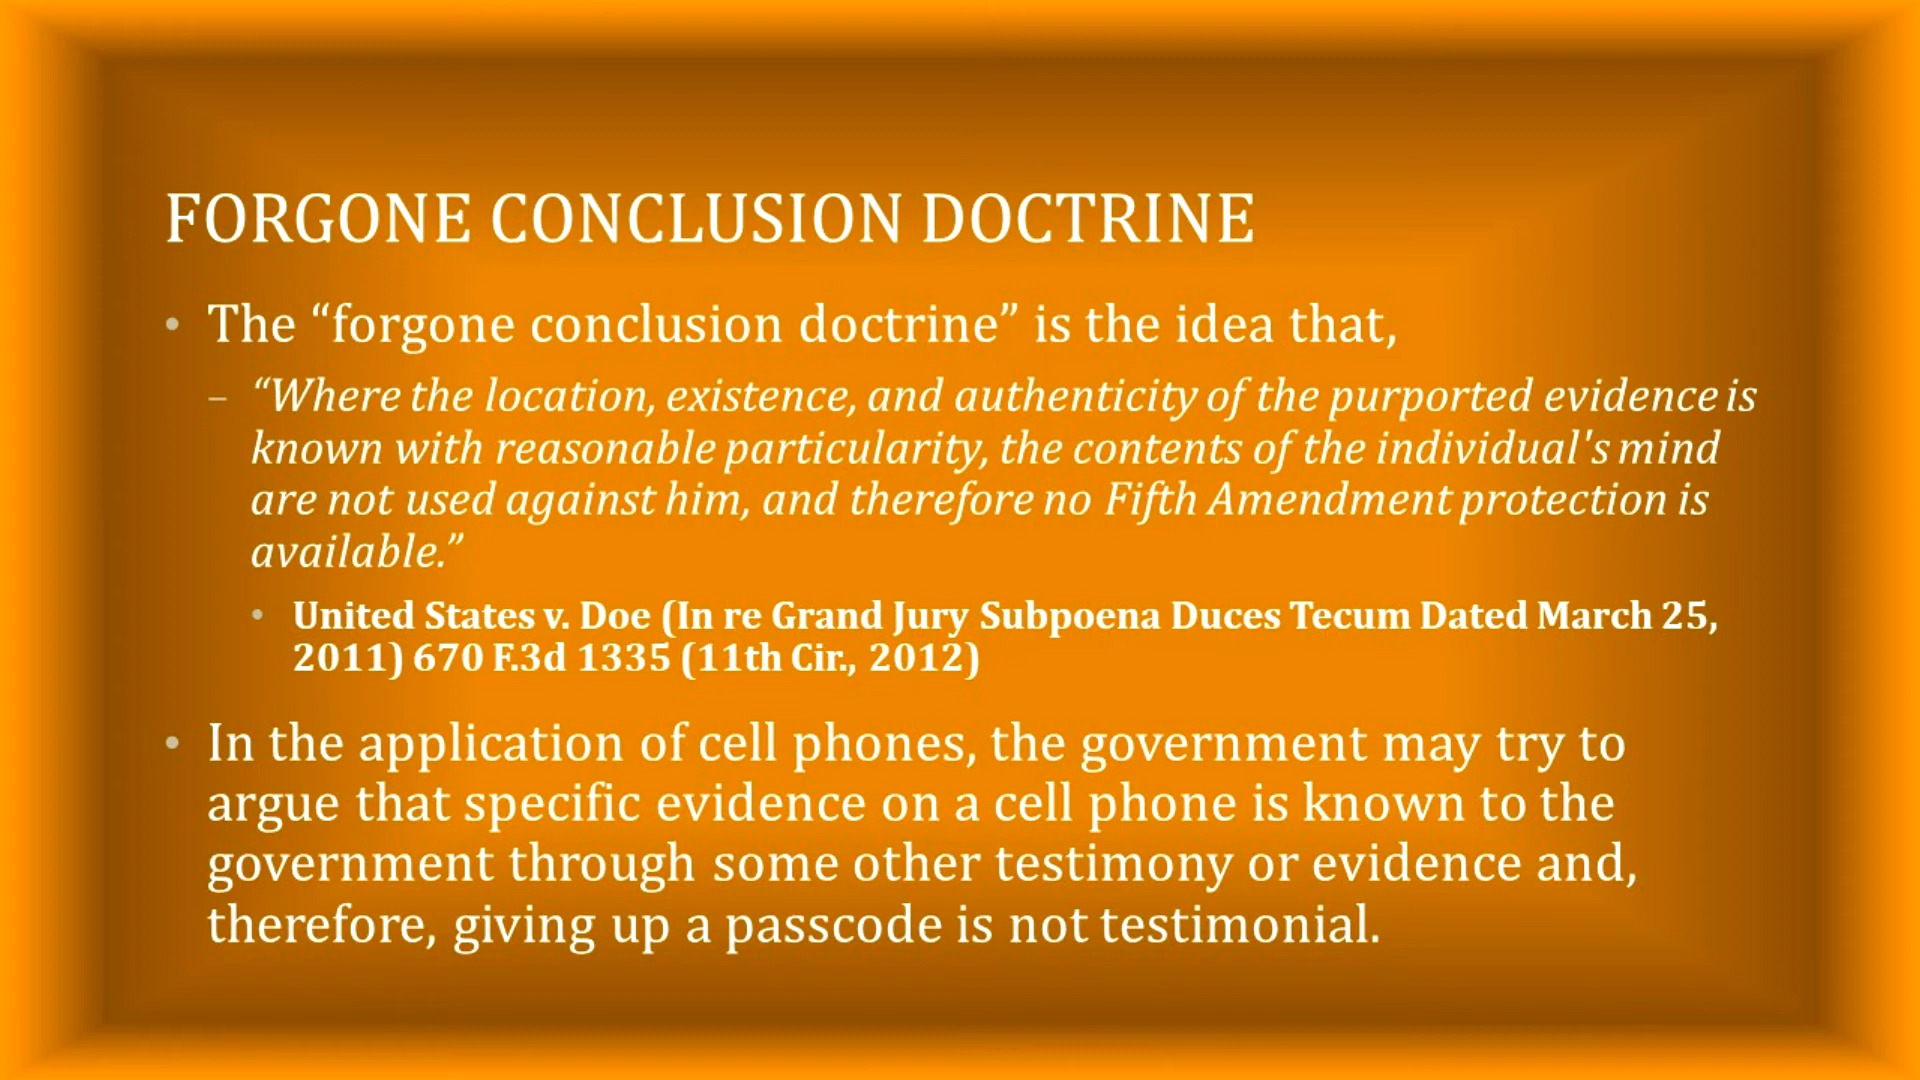 FORGONE CONCLUSION DOCTRINE
• The “forgone conclusion doctrine” is the idea that,
– “Where the location, existence, and authenticity of the purported evidence is
known with reasonable particularity, the contents of the individual's mind
are not used against him, and therefore no Fifth Amendment protection is
available.”
• United States v. Doe (In re Grand Jury Subpoena Duces Tecum Dated March 25,
2011) 670 F.3d 1335 (11th Cir., 2012)
• In the application of cell phones, the government may try to
argue that specific evidence on a cell phone is known to the
government through some other testimony or evidence and,
therefore, giving up a passcode is not testimonial.